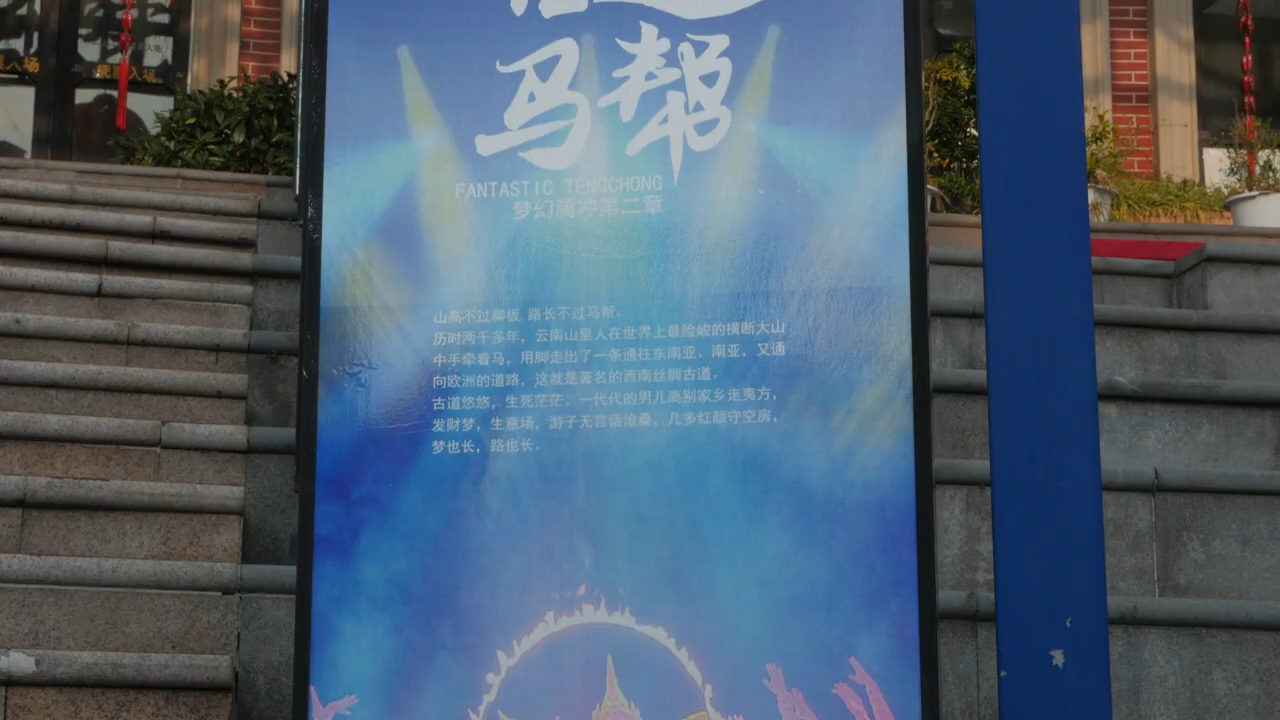 马帮
FANTASTIC TENGCHONG
梦幻腾冲第二章
山高不过脚板,路长不过马帮。
历时两千多年，云南山里人在世界上最险峻的横断大山
中手牵着马，用脚走出了一条通往东南亚、南亚，又通
向欧洲的道路，这就是著名的西南丝绸古道。
古道悠悠，生死茫茫。一代代的男儿离别家乡走夷方，
发财梦，生意场，游子无言话沧桑，几多红颜守空房，
梦也长，路也长。